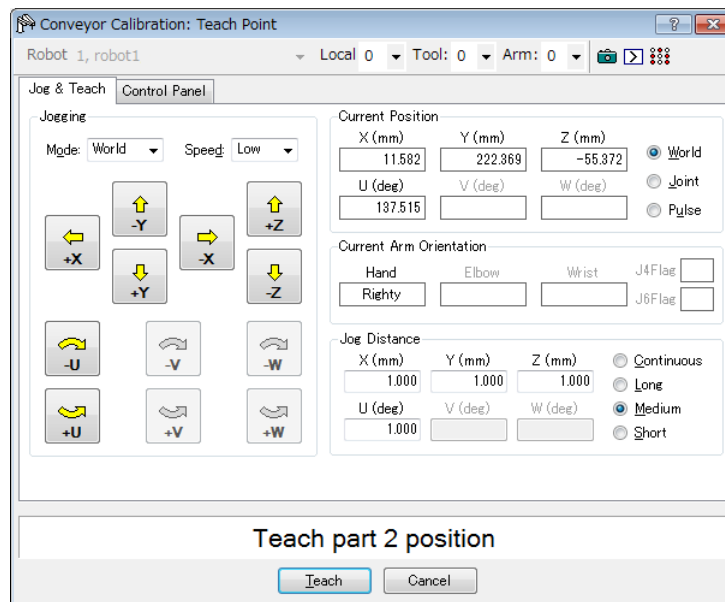 Conveyor Calibration: Teach Point
Robot 1, robot1 Local 0 Tool: 0 Arm: 0
Jog & Teach Control Panel
Jogging
Mode: World Speed: Low
-Y
+Z
+X
-X
+Y
-Z
-U -V -W
+U +V +W
Current Position
X (mm) Y (mm) Z (mm)
11.582 222.369 -55.372
World
U (deg) V (deg) W (deg)
Joint
137.515
Pulse
Current Arm Orientation
Hand Elbow Wrist J4Flag
Righty
J6Flag
Jog Distance
X (mm) Y (mm) Z (mm)
Continuous
1.000 1.000 1.000
Long
U (deg) V (deg) W (deg)
Medium
1.000
Short
Teach part 2 position
Teach Cancel